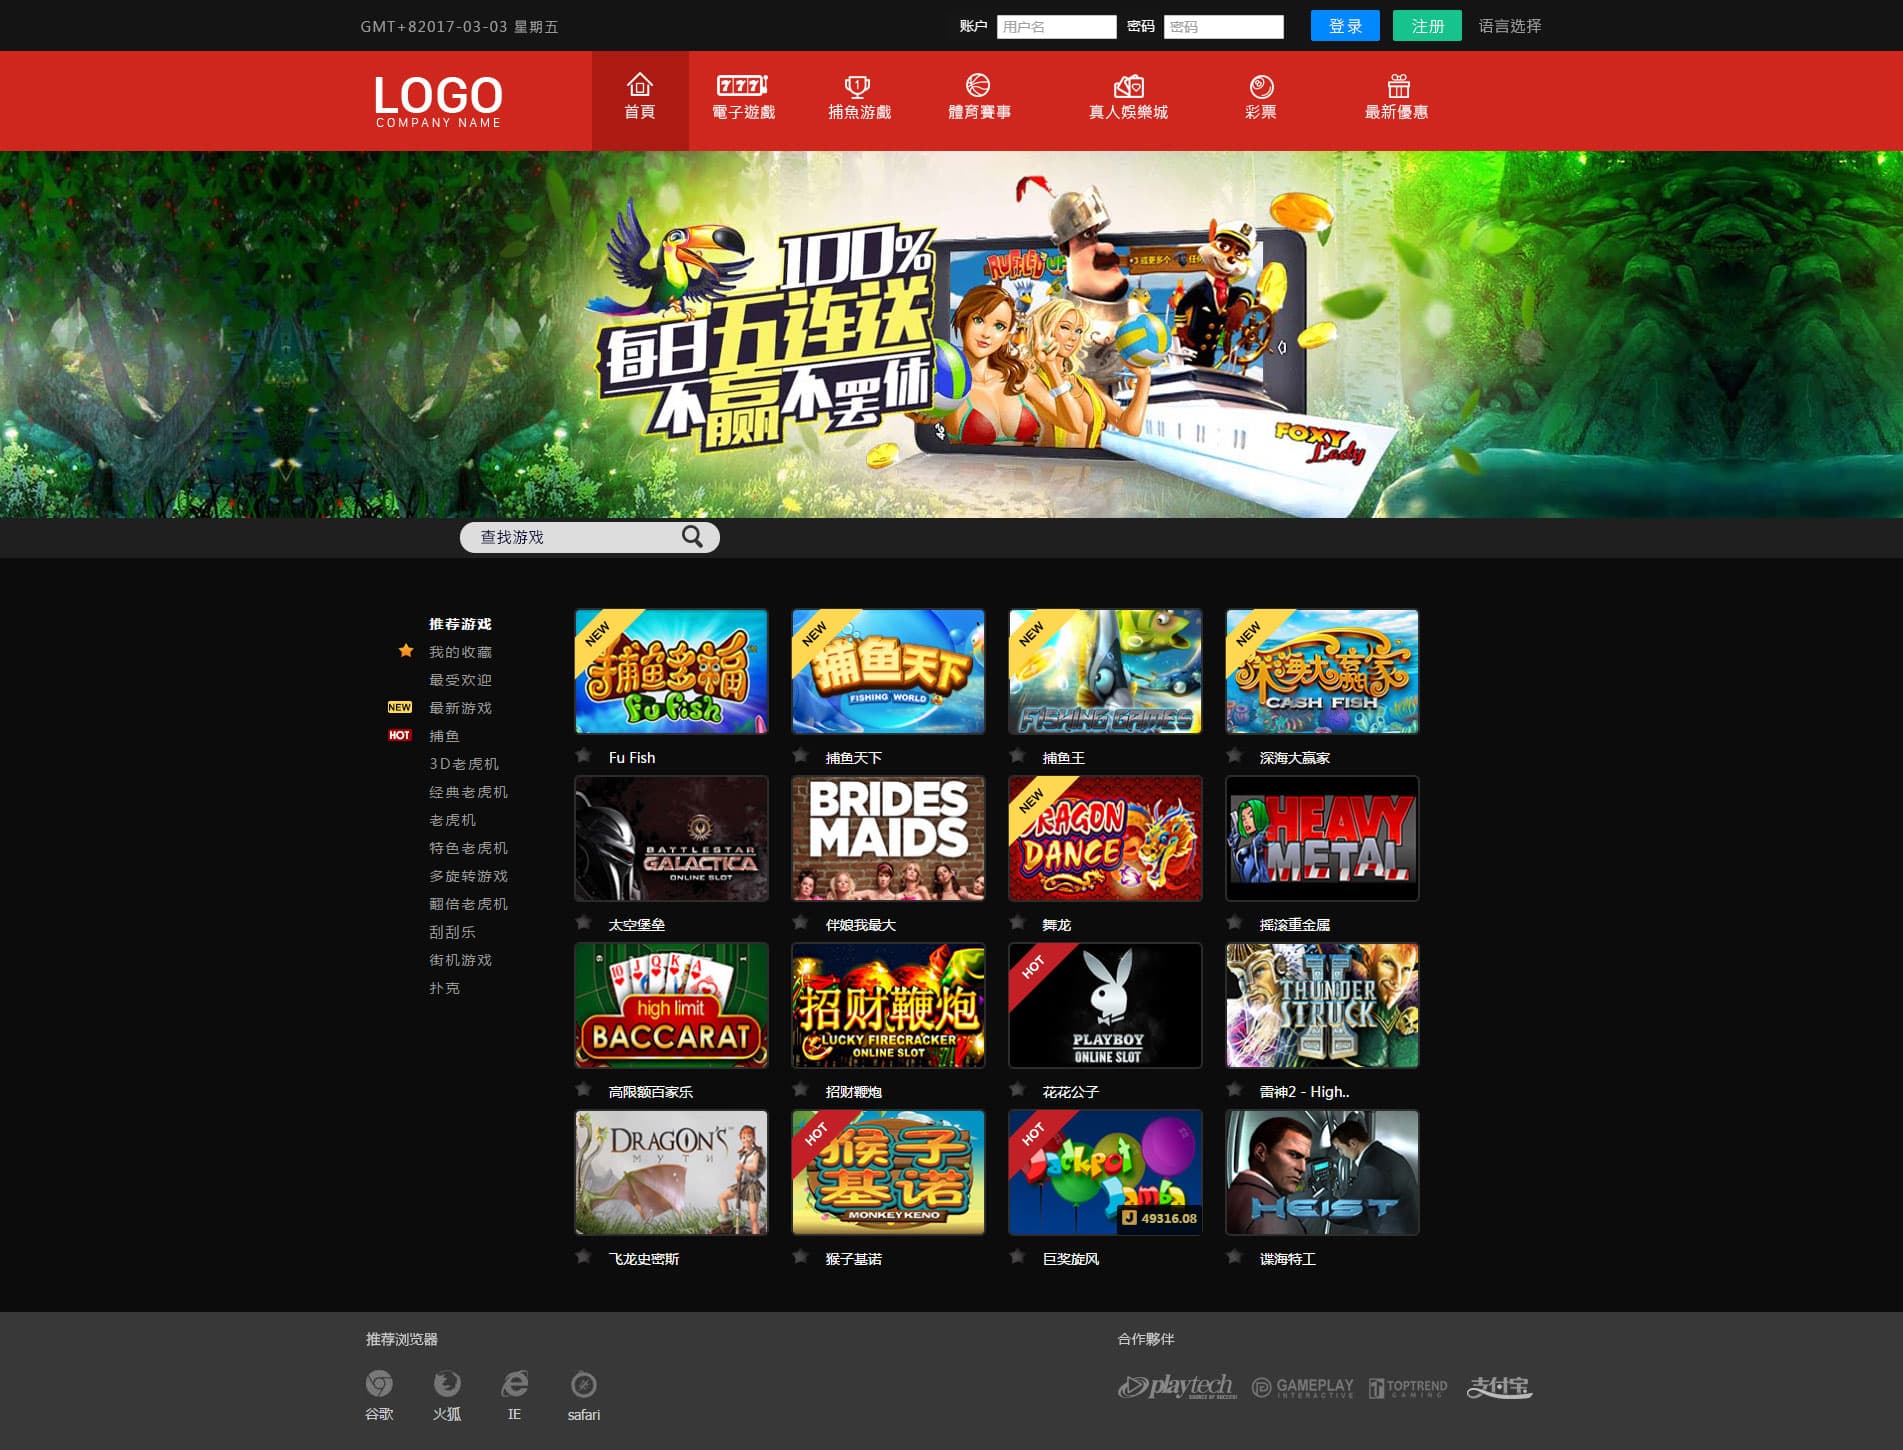 GMT+82017-03-03 星期五
账户 用户名 密码 密码 登录 注册 语言选择
LOGO
COMPANY NAME
首頁 電子遊戲 捕魚游戲 體育賽事 真人娛樂城 彩票 最新優惠
100%
每日五连送
不赢不罢休
RUFFLED UP
+3 或更多个
4G
FOXY
Lady
查找游戏
推荐游戏
我的收藏
最受欢迎
NEW 最新游戏
HOT 捕鱼
3D老虎机
经典老虎机
老虎机
特色老虎机
多旋转游戏
翻倍老虎机
刮刮乐
街机游戏
扑克
NEW
捕鱼多福
Fu Fish
Fu Fish
NEW
捕鱼天下
FISHING WORLD
捕鱼天下
NEW
FISHING GAMES
捕鱼王
NEW
深海大赢家
CASH FISH
深海大赢家
BATTLESTAR
GALACTICA
ONLINE SLOT
太空堡垒
BRIDES
MAIDS
伴娘我最大
NEW
DRAGON
DANCE
舞龙
HEAVY
METAL
摇滚重金属
10 J Q K A
high limit
BACCARAT
高限额百家乐
招财鞭炮
LUCKY FIRECRACKER
ONLINE SLOT
招财鞭炮
HOT
PLAYBOY
ONLINE SLOT
花花公子
THUNDER
STRUCK
II
雷神2 - High..
DRAGON'S
MYTH
飞龙史密斯
HOT
猴子
基诺
MONKEY KENO
猴子基诺
HOT
Jackpot
Jamba
J 49316.08
巨奖旋风
HEIST
谍海特工
推荐浏览器
谷歌 火狐 IE safari
合作夥伴
playtech
SOURCE OF SUCCESS
GAMEPLAY
INTERACTIVE
TOPTREND
GAMING
支付宝